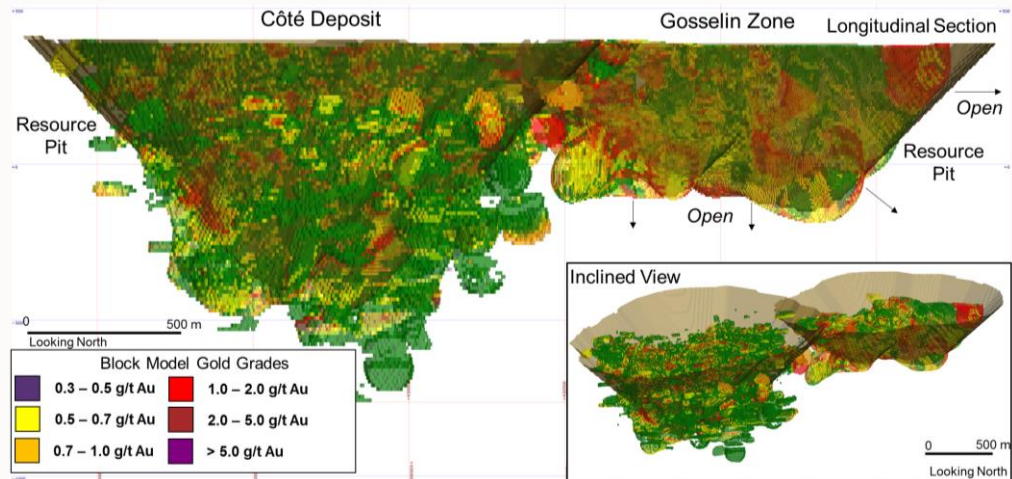 Côté Deposit
Gosselin Zone
Longitudinal Section
Open
Resource
Pit
Resource
Pit
Open
0
500 m
Looking North
Block Model Gold Grades
0.3 – 0.5 g/t Au
1.0 – 2.0 g/t Au
0.5 – 0.7 g/t Au
2.0 – 5.0 g/t Au
0.7 – 1.0 g/t Au
> 5.0 g/t Au
Inclined View
0
500 m
Looking North